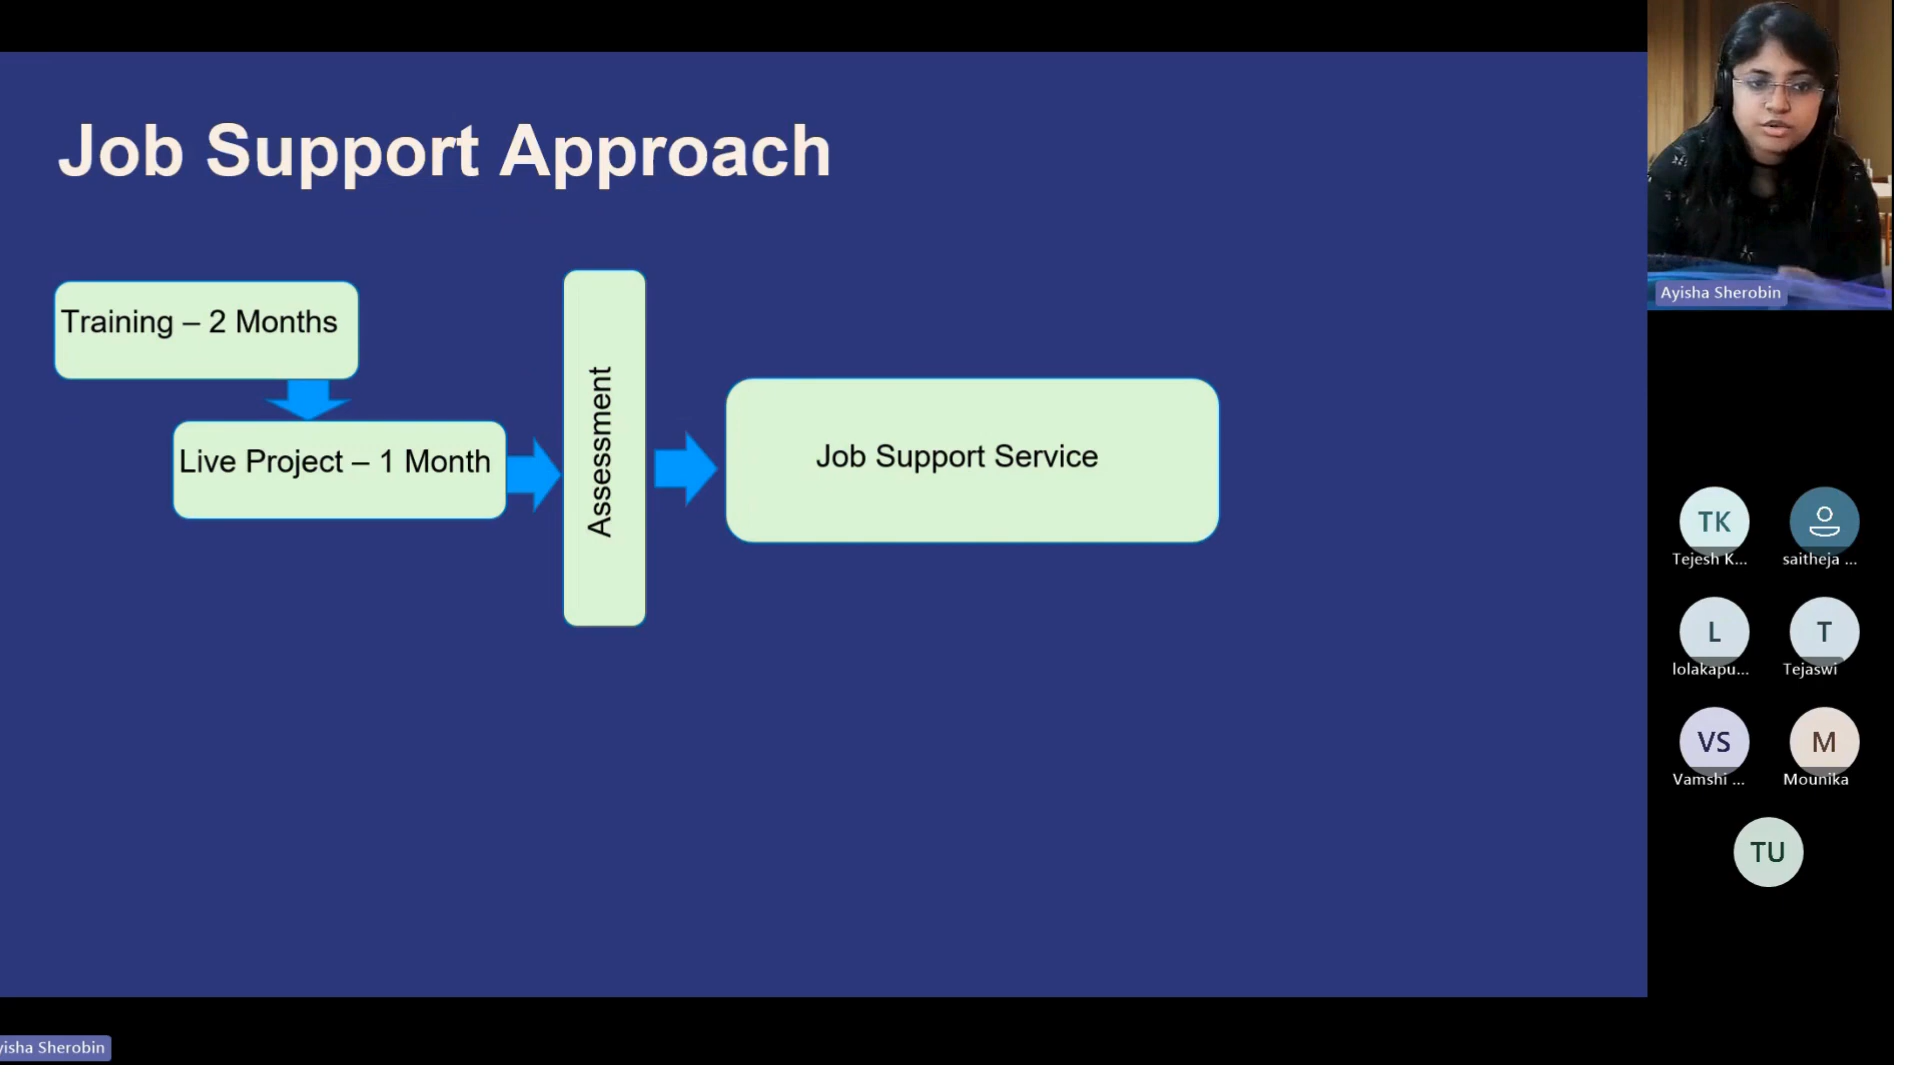 Job Support Approach
Training – 2 Months
Live Project – 1 Month
Assessment
Job Support Service
Ayisha Sherobin
TK
Tejesh K...
saitheja ...
L
lolakapu...
T
Tejaswi
VS
Vamshi ...
M
Mounika
TU
yisha Sherobin